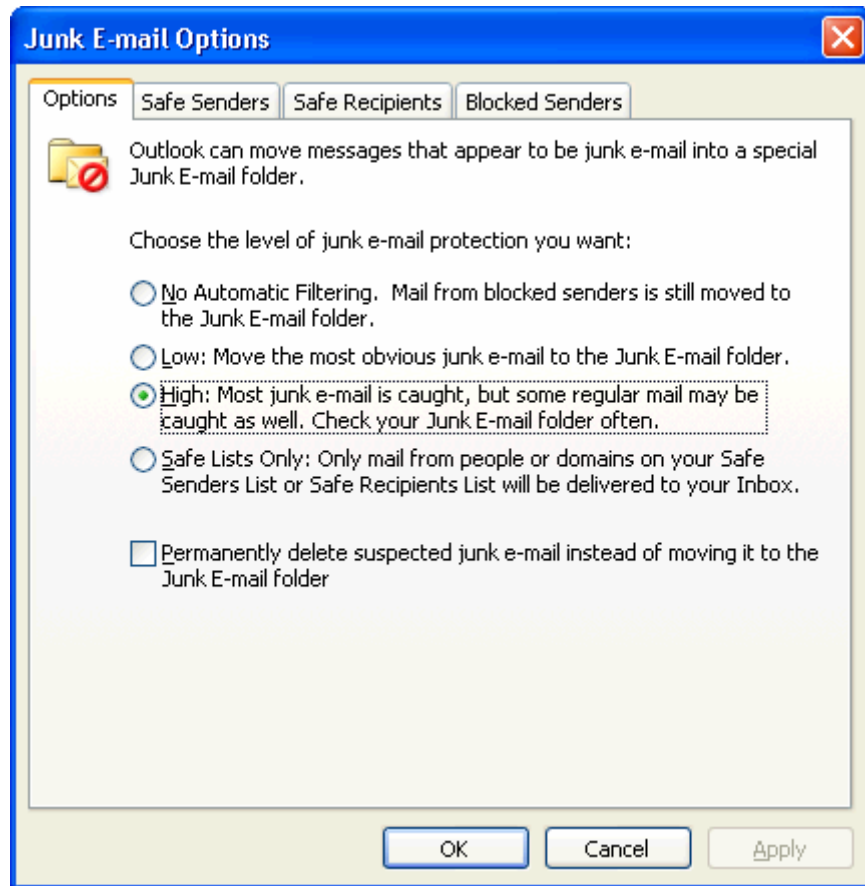 Junk E-mail Options
Options
Safe Senders
Safe Recipients
Blocked Senders
Outlook can move messages that appear to be junk e-mail into a special
Junk E-mail folder.
Choose the level of junk e-mail protection you want:
No Automatic Filtering.  Mail from blocked senders is still moved to
the Junk E-mail folder.
Low: Move the most obvious junk e-mail to the Junk E-mail folder.
High: Most junk e-mail is caught, but some regular mail may be
caught as well. Check your Junk E-mail folder often.
Safe Lists Only: Only mail from people or domains on your Safe
Senders List or Safe Recipients List will be delivered to your Inbox.
Permanently delete suspected junk e-mail instead of moving it to the
Junk E-mail folder
OK
Cancel
Apply